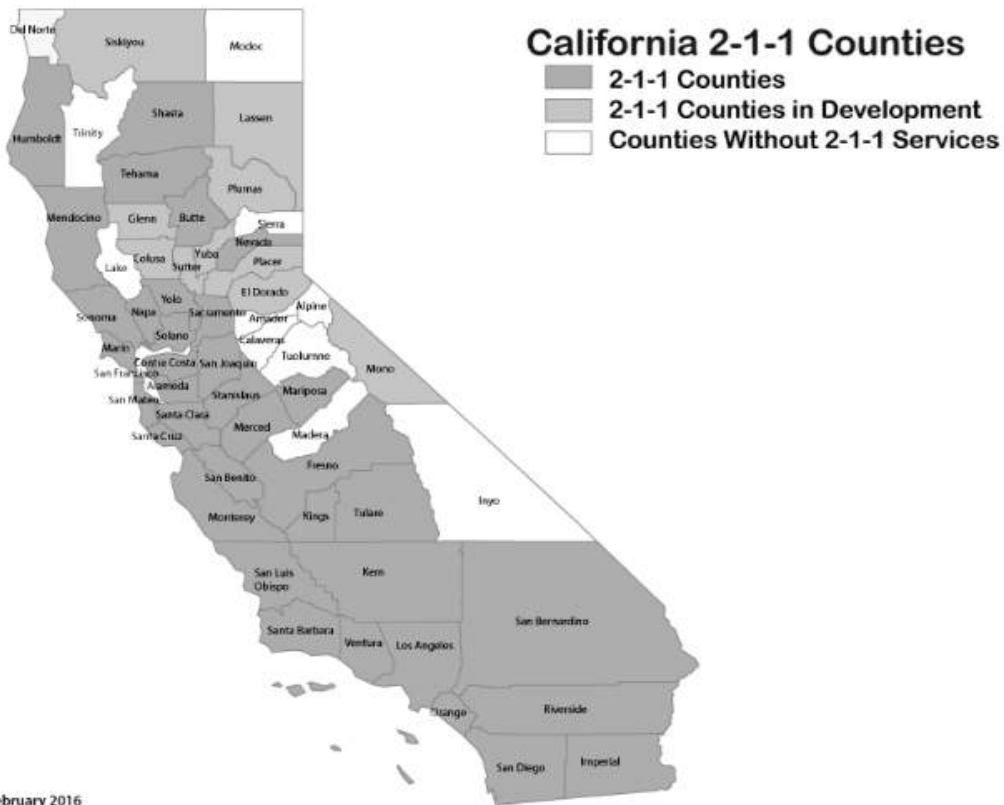 California 2-1-1 Counties
2-1-1 Counties
2-1-1 Counties in Development
Counties Without 2-1-1 Services
Del Norte
Siskiyou
Modoc
Humboldt
Trinity
Shasta
Lassen
Tehama
Plumas
Mendocino
Glenn
Butte
Sierra
Lake
Colusa
Sutter
Yuba
Nevada
Placer
Sonoma
Napa
Yolo
Sacramento
El Dorado
Alpine
Amador
Marin
Solano
Calaveras
Tuolumne
Mono
San Francisco
Contra Costa
San Joaquin
San Mateo
Alameda
Stanislaus
Mariposa
Santa Clara
Santa Cruz
Merced
Madera
San Benito
Fresno
Monterey
Kings
Tulare
Inyo
San Luis
Obispo
Kern
San Bernardino
Santa Barbara
Ventura
Los Angeles
Orange
Riverside
San Diego
Imperial
ebruary 2016